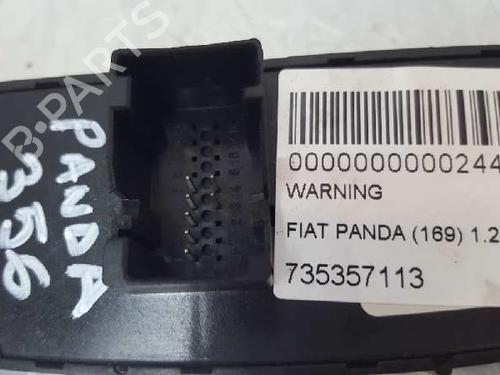 B-PARTS
PANDA
356
0000000000244
WARNING
FIAT PANDA (169) 1.2
735357113